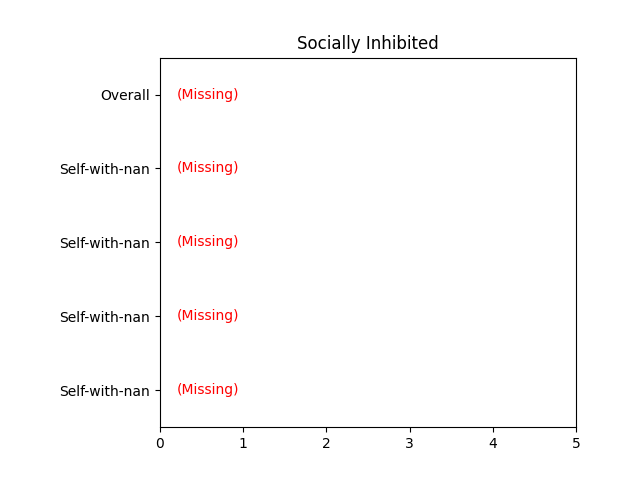 Socially Inhibited
Overall (Missing)
Self-with-nan (Missing)
Self-with-nan (Missing)
Self-with-nan (Missing)
Self-with-nan (Missing)
0 1 2 3 4 5